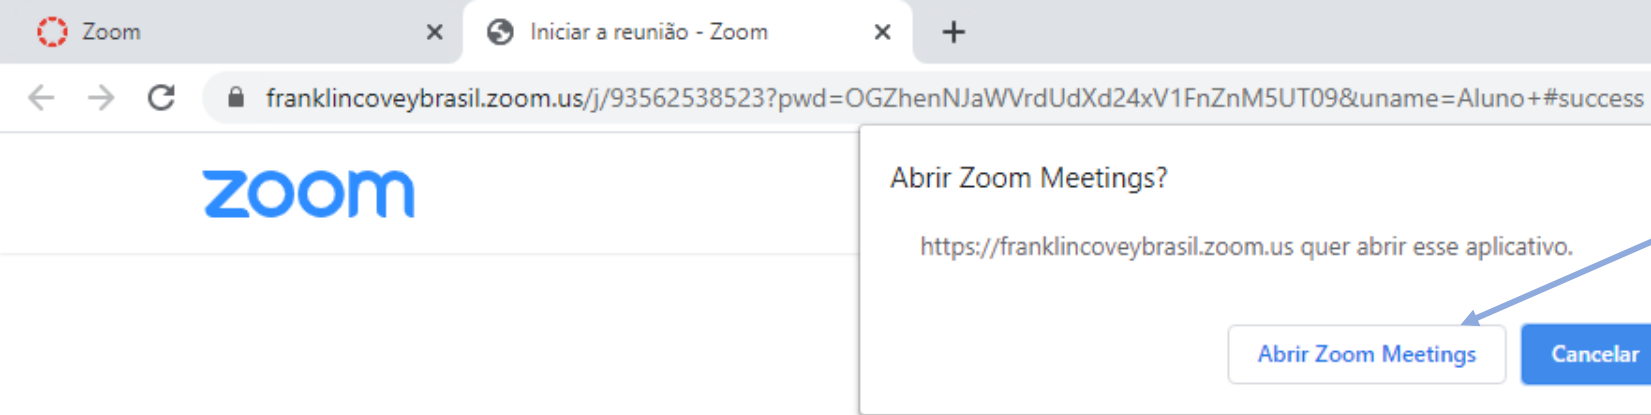 Zoom
Iniciar a reunião - Zoom
franklincoveybrasil.zoom.us/j/93562538523?pwd=OGZhenNJaWVrdUdXd24xV1FnZnM5UT09&uname=Aluno+#success
zoom
Abrir Zoom Meetings?
https://franklincoveybrasil.zoom.us quer abrir esse aplicativo.
Abrir Zoom Meetings
Cancelar